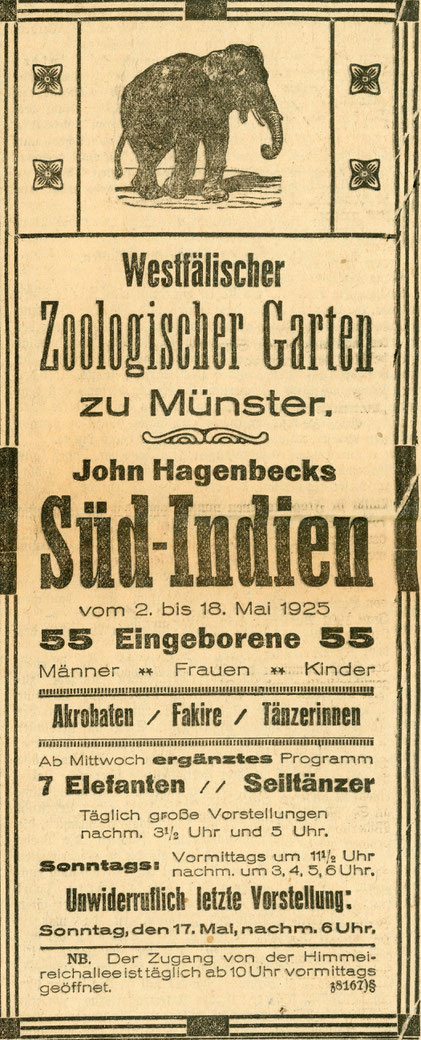 Westfälischer
Zoologischer Garten
zu Münster.
John Hagenbecks
Süd-Indien
vom 2. bis 18. Mai 1925
55 Eingeborene 55
Männer ** Frauen ** Kinder
Akrobaten / Fakire / Tänzerinnen
Ab Mittwoch ergänztes Programm
7 Elefanten // Seiltänzer
Täglich große Vorstellungen
nachm. 3½ Uhr und 5 Uhr.
Sonntags: Vormittags um 11½ Uhr
nachm. um 3, 4, 5, 6 Uhr.
Unwiderruflich letzte Vorstellung:
Sonntag, den 17. Mai, nachm. 6 Uhr.
NB. Der Zugang von der Himmel-
reichallee ist täglich ab 10 Uhr vormittags
geöffnet. z8167)§